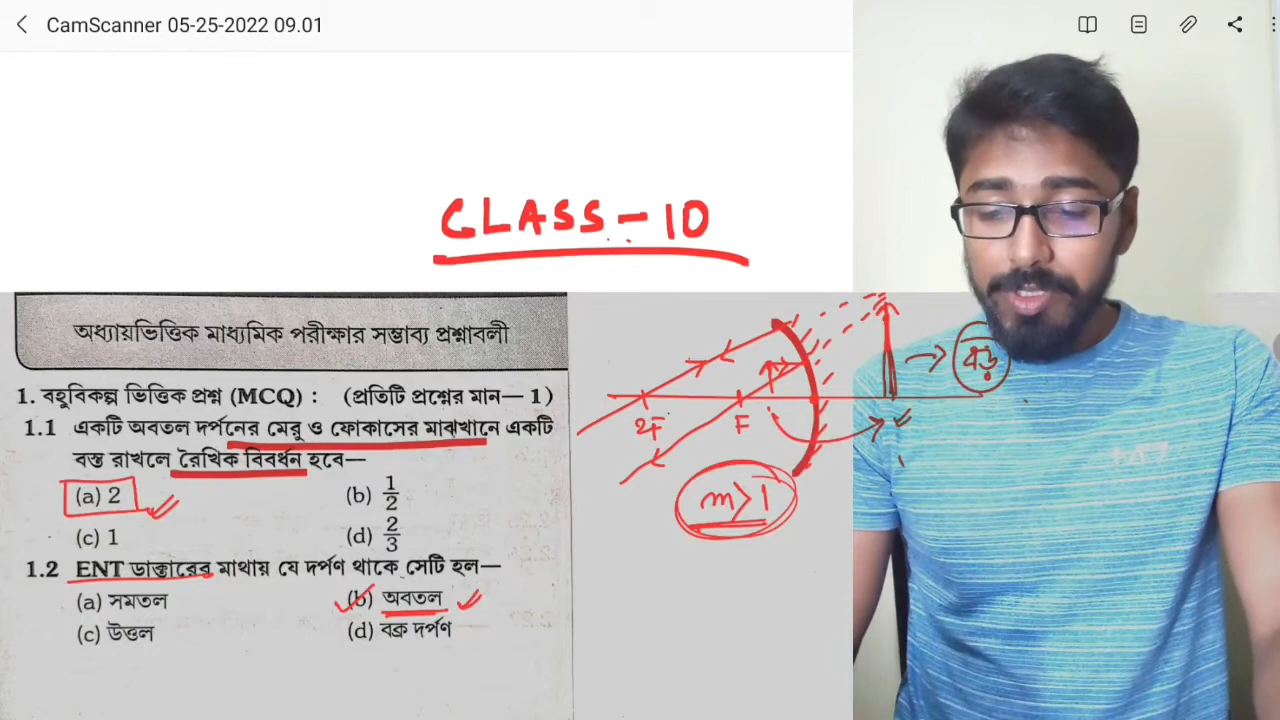 CamScanner 05-25-2022 09.01
CLASS-10
অধ্যায়ভিত্তিক মাধ্যমিক পরীক্ষার সম্ভাব্য প্রশ্নাবলী
1. বহুবিকল্প ভিত্তিক প্রশ্ন (MCQ) : (প্রতিটি প্রশ্নের মান— 1)
1.1 একটি অবতল দর্পনের মেরু ও ফোকাসের মাঝখানে একটি
বস্তু রাখলে রৈখিক বিবর্ধন হবে—
(a) 2 (b) 1/2
(c) 1 (d) 2/3
1.2 ENT ডাক্তারের মাথায় যে দর্পণ থাকে সেটি হল—
(a) সমতল (b) অবতল
(c) উত্তল (d) বক্র দর্পণ
2F F
m>1
বড়